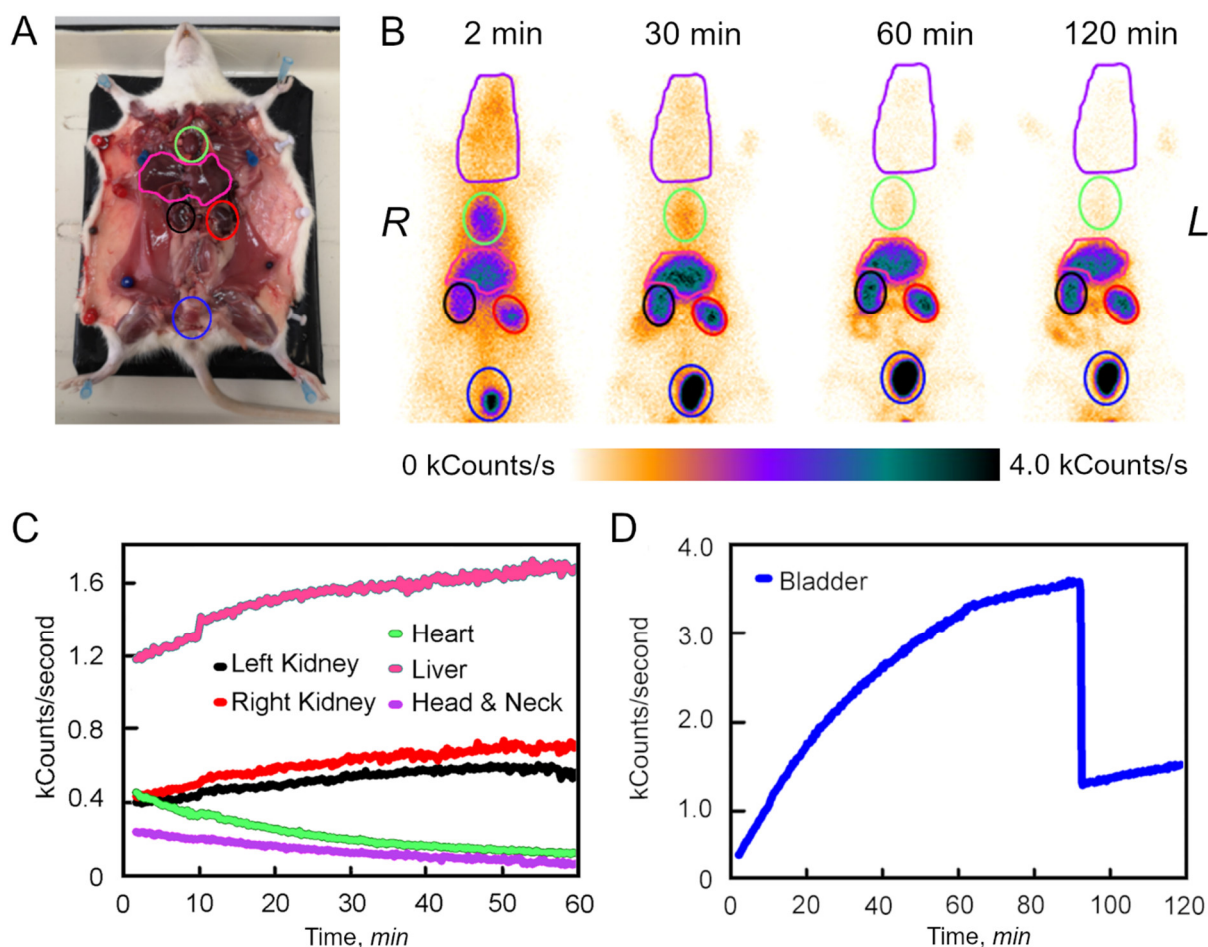 A
B
2 min 30 min 60 min 120 min
R
L
0 kCounts/s 4.0 kCounts/s
C
D
kCounts/second
1.6
1.2
0.8
0.4
0
Heart
Left Kidney Liver
Right Kidney Head & Neck
0 10 20 30 40 50 60
Time, min
kCounts/second
4.0
3.0
2.0
1.0
0
Bladder
0 20 40 60 80 100 120
Time, min